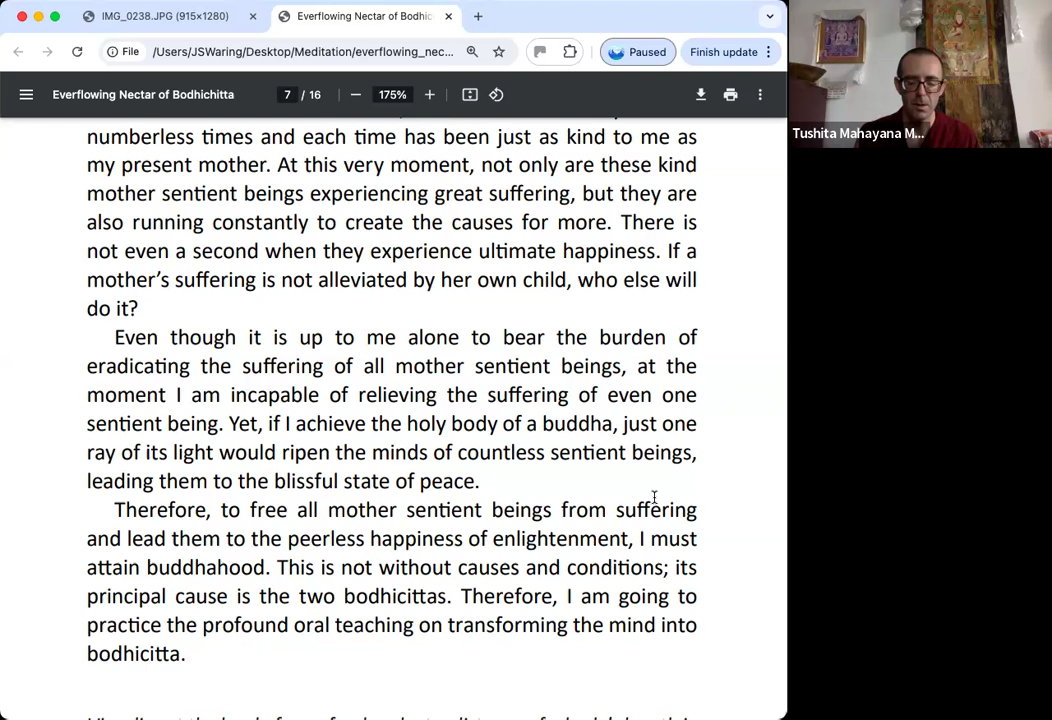 IMG_0238.JPG (915×1280)
Everflowing Nectar of Bodhic
File
/Users/JSWaring/Desktop/Meditation/everflowing_nec...
Paused
Finish update
Everflowing Nectar of Bodhichitta
7 / 16
175%
Tushita Mahayana M...
numberless times and each time has been just as kind to me as
my present mother. At this very moment, not only are these kind
mother sentient beings experiencing great suffering, but they are
also running constantly to create the causes for more. There is
not even a second when they experience ultimate happiness. If a
mother’s suffering is not alleviated by her own child, who else will
do it?
Even though it is up to me alone to bear the burden of
eradicating the suffering of all mother sentient beings, at the
moment I am incapable of relieving the suffering of even one
sentient being. Yet, if I achieve the holy body of a buddha, just one
ray of its light would ripen the minds of countless sentient beings,
leading them to the blissful state of peace.
Therefore, to free all mother sentient beings from suffering
and lead them to the peerless happiness of enlightenment, I must
attain buddhahood. This is not without causes and conditions; its
principal cause is the two bodhicittas. Therefore, I am going to
practice the profound oral teaching on transforming the mind into
bodhicitta.